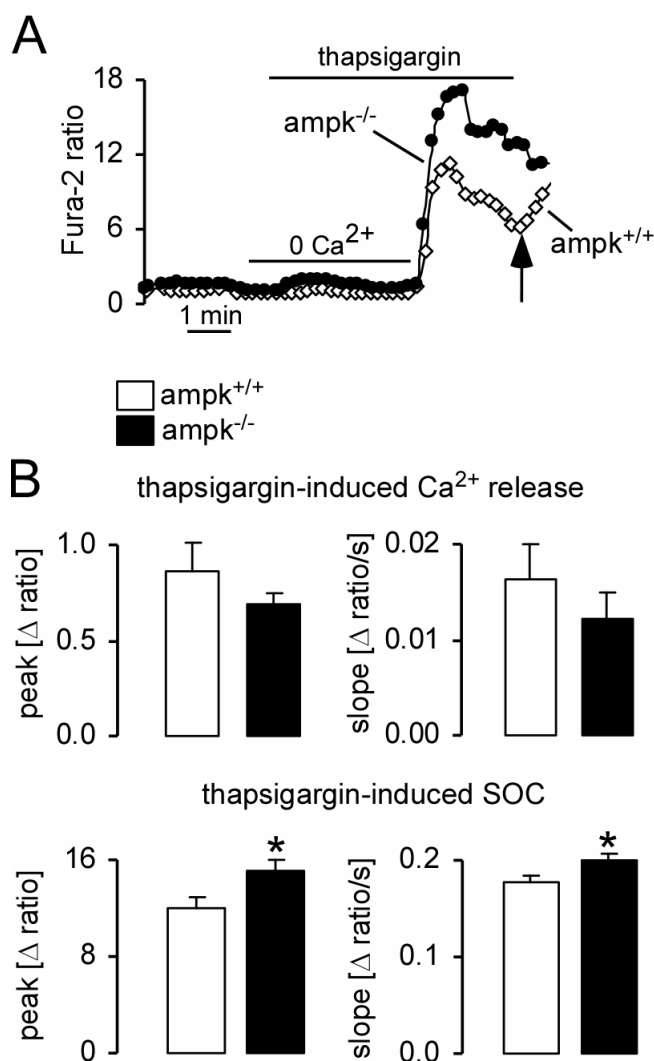 A
thapsigargin
18
12
6
0
Fura-2 ratio
ampk-/-
0 Ca2+
ampk+/+
1 min
ampk+/+
ampk-/-
B
thapsigargin-induced Ca2+ release
peak [Δ ratio]
1.0
0.5
0.0
slope [Δ ratio/s]
0.02
0.01
0.00
thapsigargin-induced SOC
peak [Δ ratio]
16
8
0
*
slope [Δ ratio/s]
0.2
0.1
0.0
*